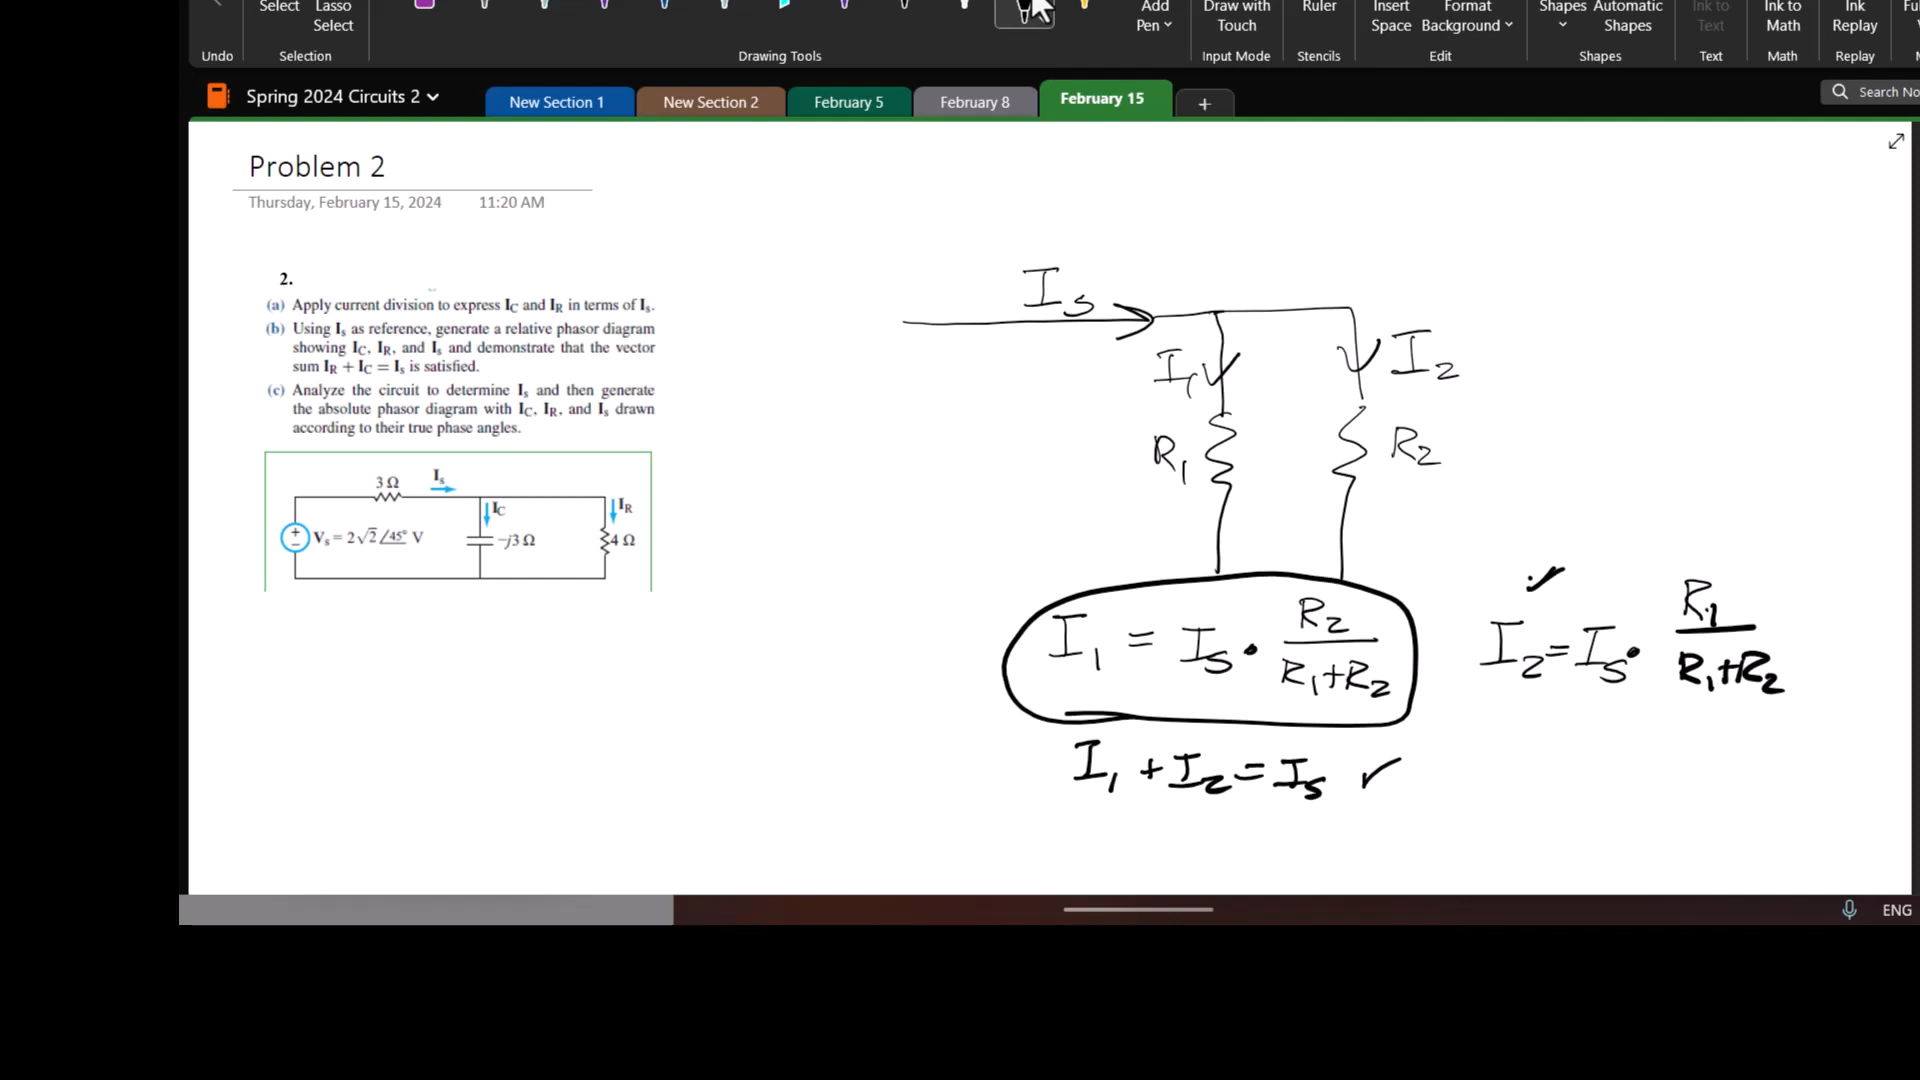 Select
Lasso Select
Add Pen
Draw with Touch
Ruler
Insert Space
Format Background
Shapes
Automatic Shapes
Ink to Text
Ink to Math
Ink Replay
Undo
Selection
Drawing Tools
Input Mode
Stencils
Edit
Shapes
Text
Math
Replay
Spring 2024 Circuits 2
New Section 1
New Section 2
February 5
February 8
February 15
+
Search No
Problem 2
Thursday, February 15, 2024 11:20 AM
2.
(a) Apply current division to express I_C and I_R in terms of I_s.
(b) Using I_s as reference, generate a relative phasor diagram
showing I_C, I_R, and I_s and demonstrate that the vector
sum I_R + I_C = I_s is satisfied.
(c) Analyze the circuit to determine I_s and then generate
the absolute phasor diagram with I_C, I_R, and I_s drawn
according to their true phase angles.
3 Ω
I_s
I_C
I_R
+
−
V_s = 2√2 ∠45° V
−j3 Ω
4 Ω
I_S
I_1
I_2
R_1
R_2
I_1 = I_S · R_2 / (R_1+R_2)
I_2 = I_S · R_1 / (R_1+R_2)
I_1 + I_2 = I_S ✓
ENG